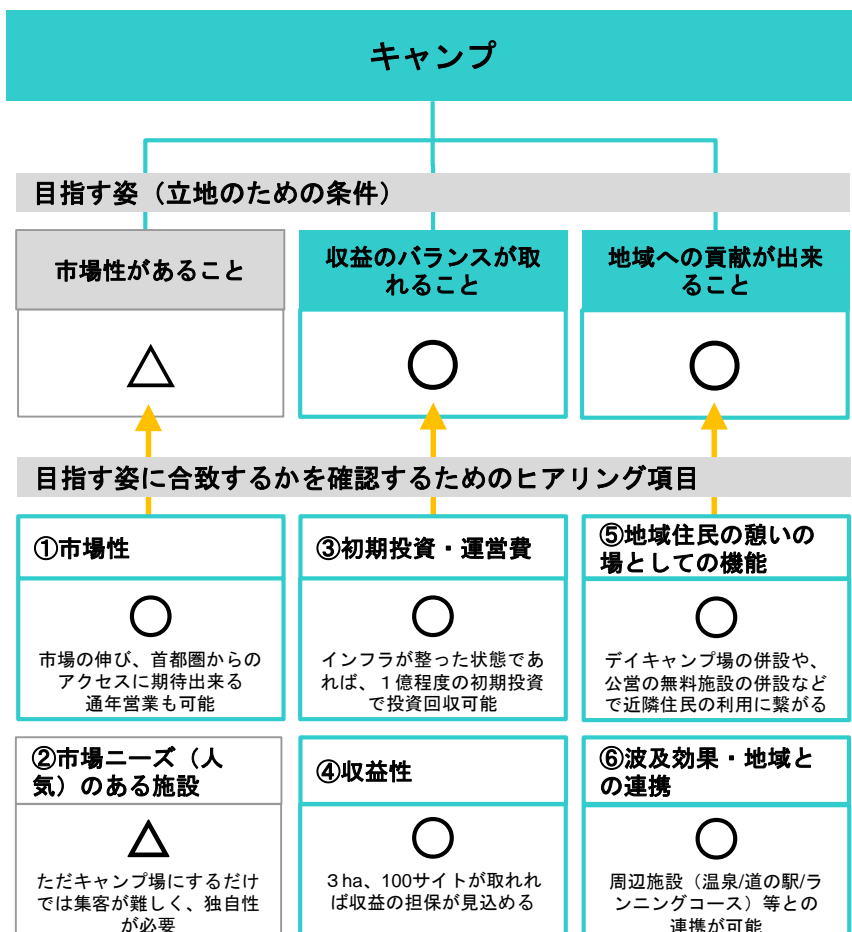 キャンプ
目指す姿（立地のための条件）
市場性があること
△
収益のバランスが取
れること
○
地域への貢献が出来
ること
○
目指す姿に合致するかを確認するためのヒアリング項目
①市場性
○
市場の伸び、首都圏からの
アクセスに期待出来る
通年営業も可能
③初期投資・運営費
○
インフラが整った状態であ
れば、１億程度の初期投資
で投資回収可能
⑤地域住民の憩いの
場としての機能
○
デイキャンプ場の併設や、
公営の無料施設の併設など
で近隣住民の利用に繋がる
②市場ニーズ（人
気）のある施設
△
ただキャンプ場にするだけ
では集客が難しく、独自性
が必要
④収益性
○
３ha、100サイトが取れれ
ば収益の担保が見込める
⑥波及効果・地域と
の連携
○
周辺施設（温泉/道の駅/ラ
ンニングコース）等との
連携が可能